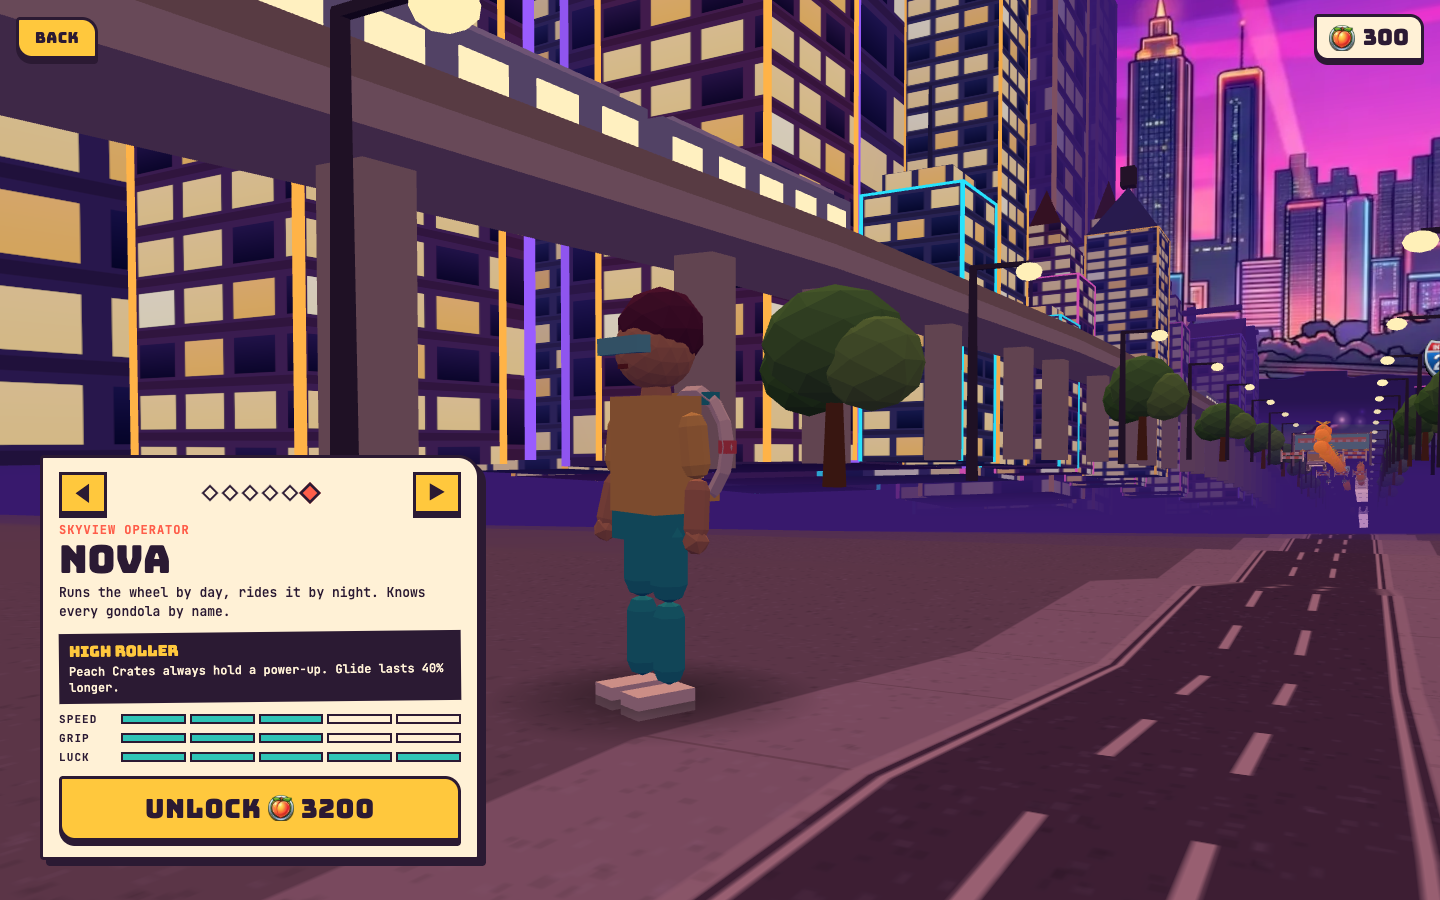 BACK
300
SKYVIEW OPERATOR
NOVA
Runs the wheel by day, rides it by night. Knows
every gondola by name.
HIGH ROLLER
Peach Crates always hold a power-up. Glide lasts 40%
longer.
SPEED
GRIP
LUCK
UNLOCK 3200